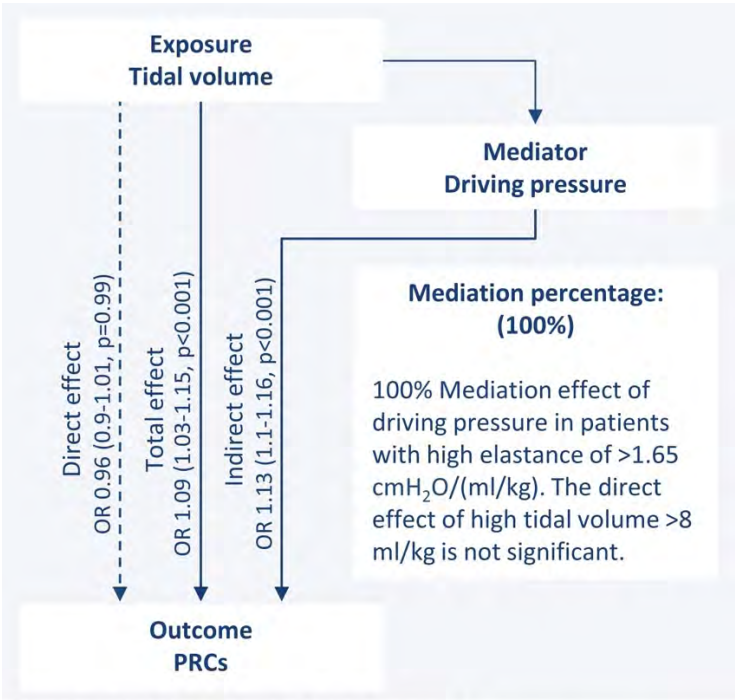 Exposure
Tidal volume
Mediator
Driving pressure
Direct effect
OR 0.96 (0.9-1.01, p=0.99)
Total effect
OR 1.09 (1.03-1.15, p<0.001)
Indirect effect
OR 1.13 (1.1-1.16, p<0.001)
Mediation percentage:
(100%)
100% Mediation effect of
driving pressure in patients
with high elastance of >1.65
cmH₂O/(ml/kg). The direct
effect of high tidal volume >8
ml/kg is not significant.
Outcome
PRCs